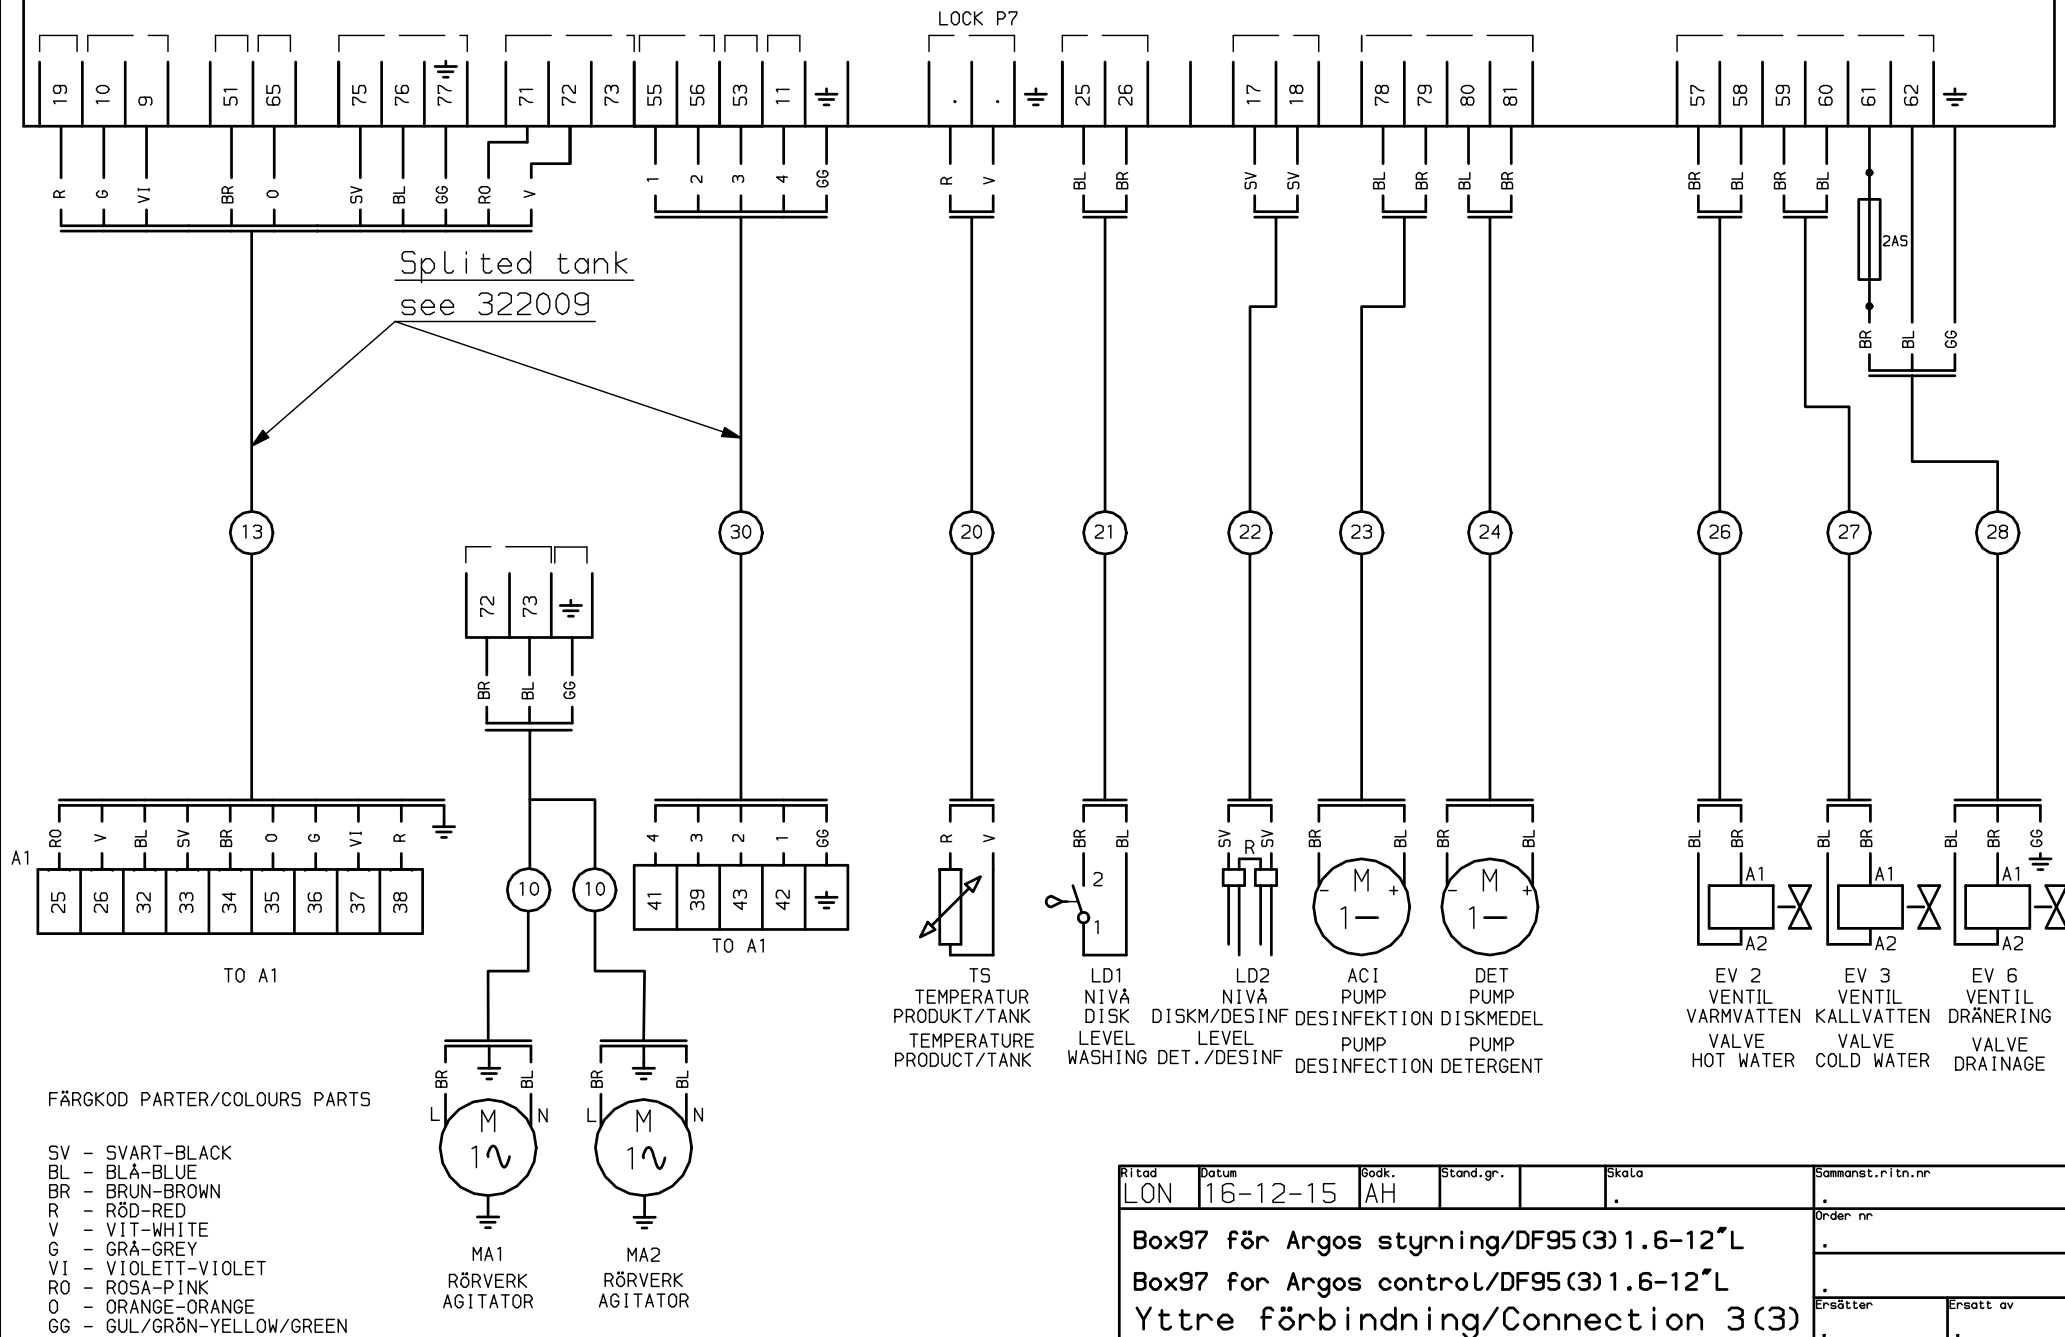 LOCK P7
19 10 9 51 65 75 76 77 71 72 73 55 56 53 11 . . 25 26 17 18 78 79 80 81 57 58 59 60 61 62
R G VI BR O SV BL GG RO V 1 2 3 4 GG R V BL BR SV SV BL BR BL BR BR BL BR BL
2AS
BR BL GG
Splited tank
see 322009
13 30 20 21 22 23 24 26 27 28
72 73
BR BL GG
RO V BL SV BR O G VI R
4 3 2 1 GG
R V
BR BL
SV R SV
BR BL
BR BL
BL BR
BL BR
BL BR GG
A1
25 26 32 33 34 35 36 37 38
10 10
41 39 43 42
2
1
M
- +
1
M
- +
1
A1
A2
A1
A2
A1
A2
TO A1
TO A1
TS
TEMPERATUR
PRODUKT/TANK
TEMPERATURE
PRODUCT/TANK
LD1
NIVÅ
DISK
LEVEL
WASHING
LD2
NIVÅ
DISKM/DESINF
LEVEL
DET./DESINF
ACI
PUMP
DESINFEKTION
PUMP
DESINFECTION
DET
PUMP
DISKMEDEL
PUMP
DETERGENT
EV 2
VENTIL
VARMVATTEN
VALVE
HOT WATER
EV 3
VENTIL
KALLVATTEN
VALVE
COLD WATER
EV 6
VENTIL
DRÄNERING
VALVE
DRAINAGE
BR BL
L N
M
1
MA1
RÖRVERK
AGITATOR
BR BL
L N
M
1
MA2
RÖRVERK
AGITATOR
FÄRGKOD PARTER/COLOURS PARTS
SV - SVART-BLACK
BL - BLÅ-BLUE
BR - BRUN-BROWN
R - RÖD-RED
V - VIT-WHITE
G - GRÅ-GREY
VI - VIOLETT-VIOLET
RO - ROSA-PINK
O - ORANGE-ORANGE
GG - GUL/GRÖN-YELLOW/GREEN
Ritad Datum Godk. Stand.gr. Skala Sammanst.ritn.nr
LON 16-12-15 AH . .
Order nr
.
Box97 för Argos styrning/DF95(3)1.6-12"L
Box97 for Argos control/DF95(3)1.6-12"L
.
Yttre förbindning/Connection 3(3)
Ersätter Ersatt av
. .